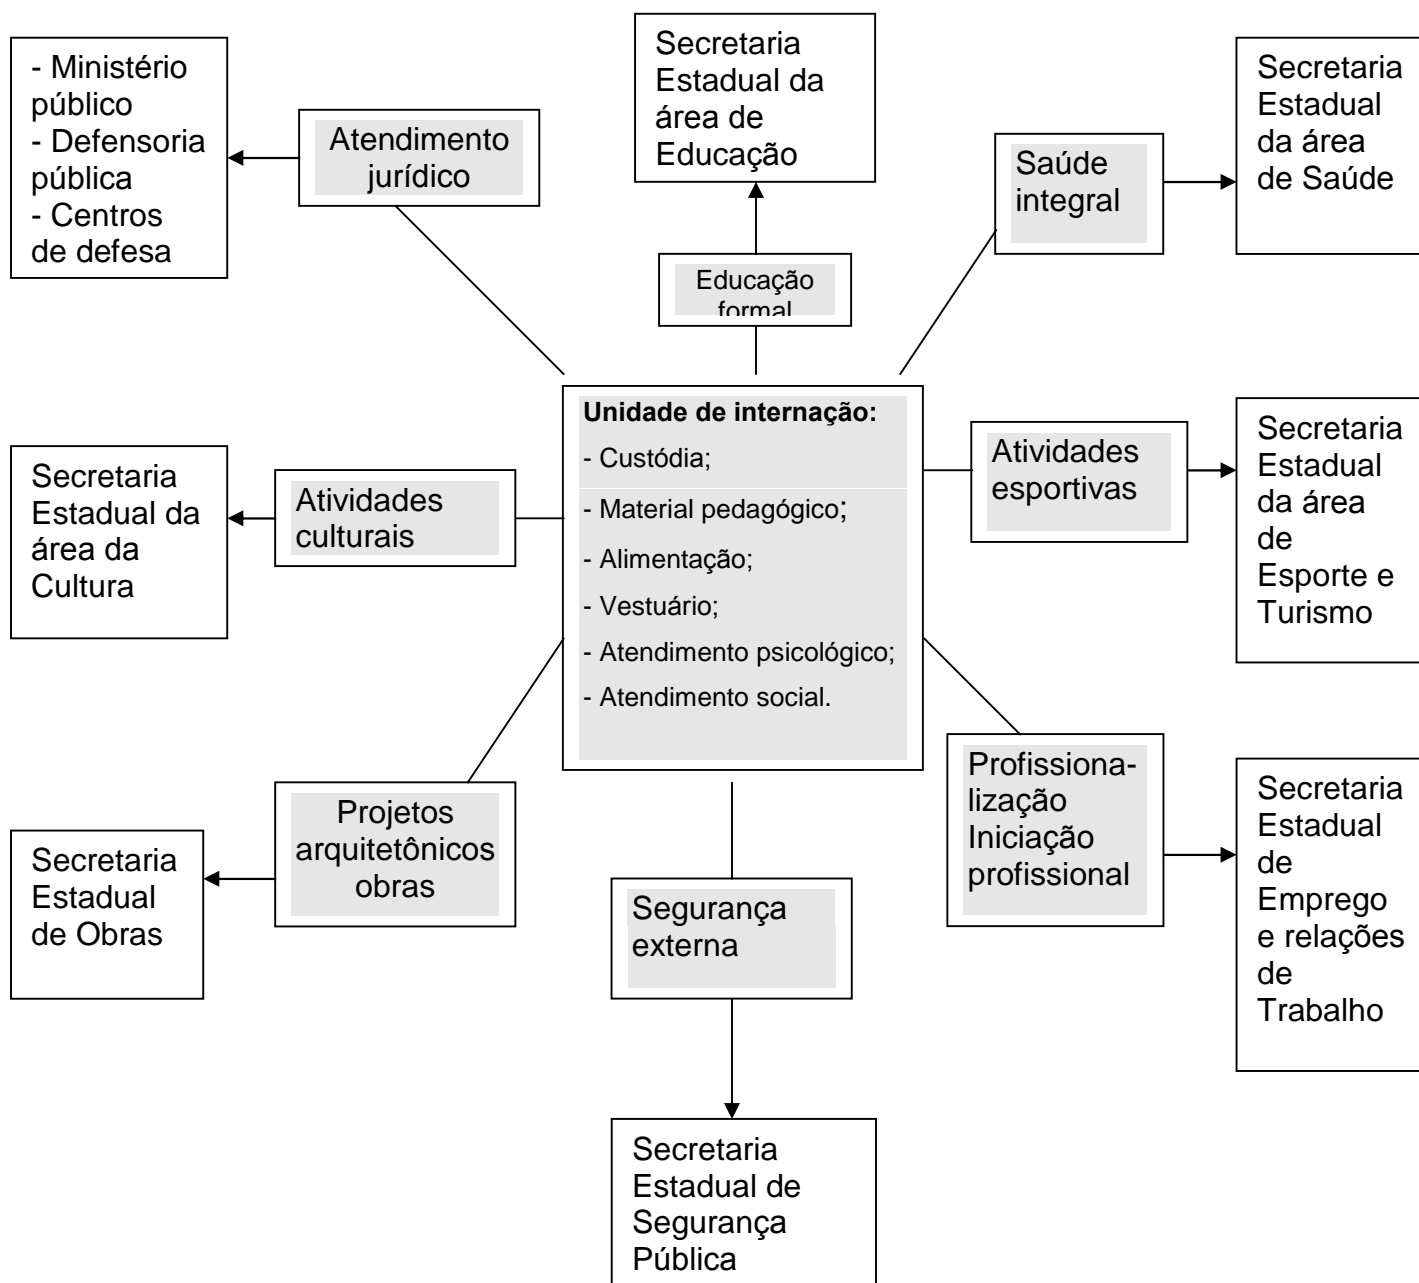 - Ministério
público
- Defensoria
pública
- Centros
de defesa
Atendimento
jurídico
Secretaria
Estadual da
área de
Educação
Educação
formal
Saúde
integral
Secretaria
Estadual
da área
de Saúde
Secretaria
Estadual da
área da
Cultura
Atividades
culturais
Unidade de internação:
- Custódia;
- Material pedagógico;
- Alimentação;
- Vestuário;
- Atendimento psicológico;
- Atendimento social.
Atividades
esportivas
Secretaria
Estadual
da área
de
Esporte e
Turismo
Secretaria
Estadual
de Obras
Projetos
arquitetônicos
obras
Segurança
externa
Profissiona-
lização
Iniciação
profissional
Secretaria
Estadual
de
Emprego
e relações
de
Trabalho
Secretaria
Estadual de
Segurança
Pública